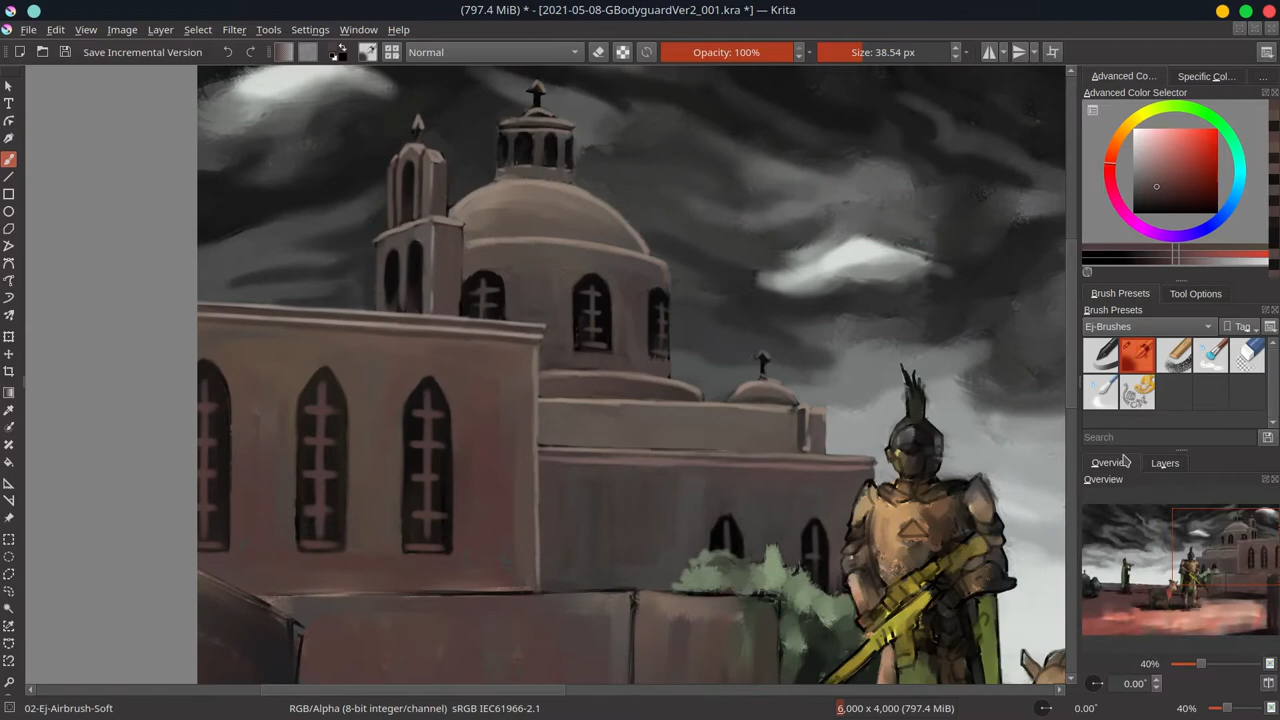 (797.4 MiB) * - [2021-05-08-GBodyguardVer2_001.kra *] — Krita
File Edit View Image Layer Select Filter Tools Settings Window Help
Save Incremental Version Normal Opacity: 100% Size: 38.54 px
Advanced Co... Specific Col... ...
Advanced Color Selector
Brush Presets Tool Options
Brush Presets
Ej-Brushes Tag
Search
Layers
Overview
40%
0.00°
02-Ej-Airbrush-Soft RGB/Alpha (8-bit integer/channel) sRGB IEC61966-2.1 6,000 x 4,000 (797.4 MiB) 0.00° 40%